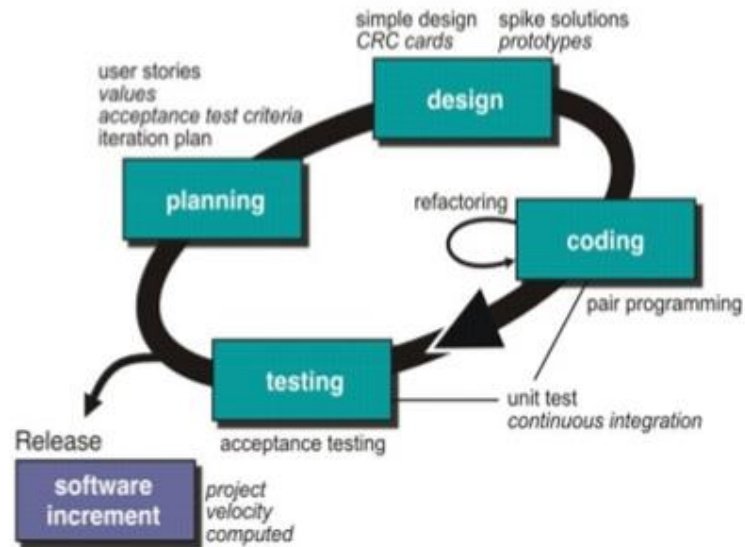 simple design
CRC cards
spike solutions
prototypes
user stories
values
acceptance test criteria
iteration plan
design
planning
refactoring
coding
pair programming
testing
unit test
continuous integration
acceptance testing
Release
software
increment
project
velocity
computed